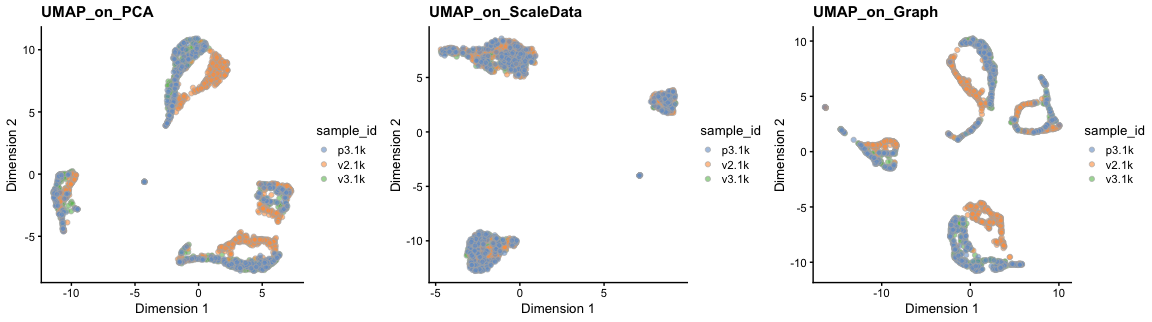 UMAP_on_PCA
Dimension 2
10
5
0
-5
-10
-5
0
5
Dimension 1
sample_id
p3.1k
v2.1k
v3.1k
UMAP_on_ScaleData
Dimension 2
5
0
-5
-10
-5
0
5
Dimension 1
sample_id
p3.1k
v2.1k
v3.1k
UMAP_on_Graph
Dimension 2
10
5
0
-5
-10
-10
0
10
Dimension 1
sample_id
p3.1k
v2.1k
v3.1k